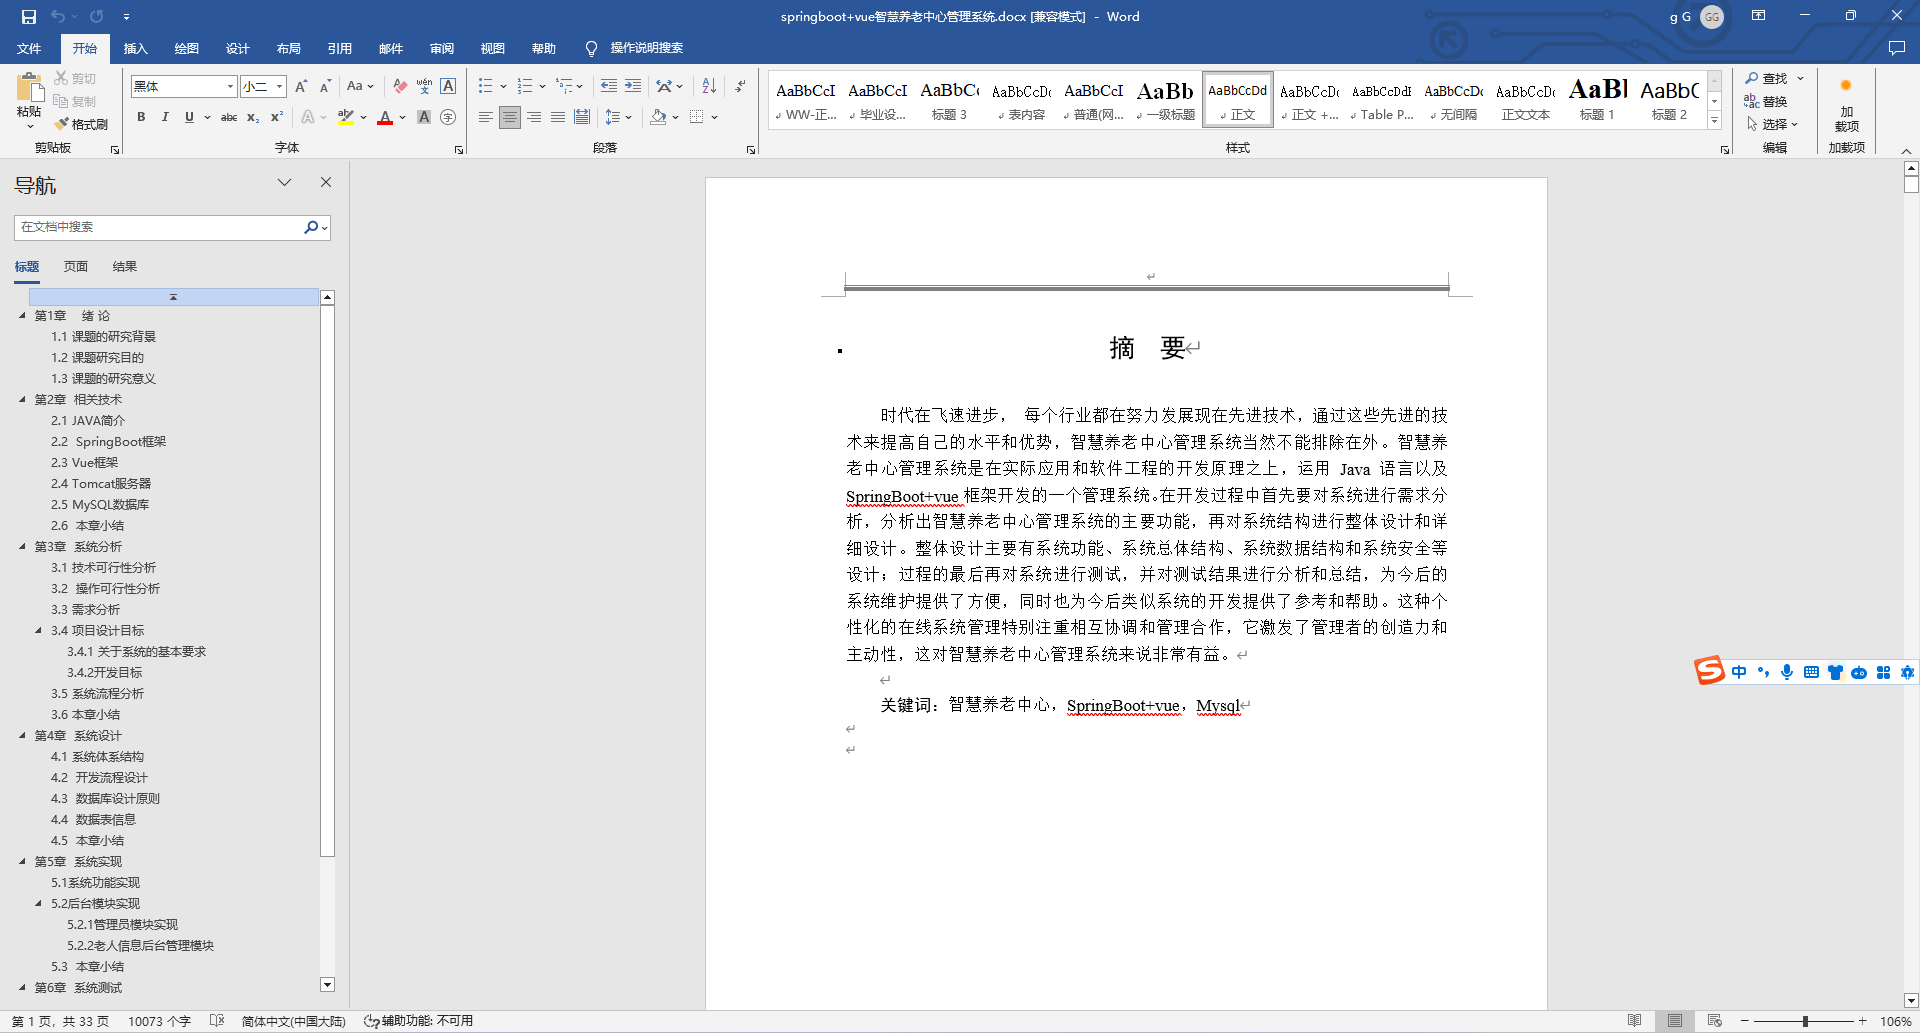 springboot+vue智慧养老中心管理系统.docx [兼容模式] - Word
g G
GG
文件 开始 插入 绘图 设计 布局 引用 邮件 审阅 视图 帮助 操作说明搜索
粘贴
剪切
复制
格式刷
剪贴板
黑体 小二
字体
段落
AaBbCcI AaBbCcI AaBbCc AaBbCcDc AaBbCcI AaBb AaBbCcDd AaBbCcDc AaBbCcDdE AaBbCcDc AaBbCcDc AaBl AaBbC
WW-正... 毕业设... 标题 3 表内容 普通(网... 一级标题 正文 正文 +... Table P... 无间隔 正文文本 标题 1 标题 2
样式
查找
替换
选择
编辑
加
载项
加载项
导航
在文档中搜索
标题 页面 结果
第1章 绪 论
1.1 课题的研究背景
1.2 课题研究目的
1.3 课题的研究意义
第2章 相关技术
2.1 JAVA简介
2.2 SpringBoot框架
2.3 Vue框架
2.4 Tomcat服务器
2.5 MySQL数据库
2.6 本章小结
第3章 系统分析
3.1 技术可行性分析
3.2 操作可行性分析
3.3 需求分析
3.4 项目设计目标
3.4.1 关于系统的基本要求
3.4.2开发目标
3.5 系统流程分析
3.6 本章小结
第4章 系统设计
4.1 系统体系结构
4.2 开发流程设计
4.3 数据库设计原则
4.4 数据表信息
4.5 本章小结
第5章 系统实现
5.1系统功能实现
5.2后台模块实现
5.2.1管理员模块实现
5.2.2老人信息后台管理模块
5.3 本章小结
第6章 系统测试
摘 要
时代在飞速进步， 每个行业都在努力发展现在先进技术，通过这些先进的技
术来提高自己的水平和优势，智慧养老中心管理系统当然不能排除在外。智慧养
老中心管理系统是在实际应用和软件工程的开发原理之上，运用 Java 语言以及
SpringBoot+vue 框架开发的一个管理系统。在开发过程中首先要对系统进行需求分
析，分析出智慧养老中心管理系统的主要功能，再对系统结构进行整体设计和详
细设计。整体设计主要有系统功能、系统总体结构、系统数据结构和系统安全等
设计；过程的最后再对系统进行测试，并对测试结果进行分析和总结，为今后的
系统维护提供了方便，同时也为今后类似系统的开发提供了参考和帮助。这种个
性化的在线系统管理特别注重相互协调和管理合作，它激发了管理者的创造力和
主动性，这对智慧养老中心管理系统来说非常有益。
关键词：智慧养老中心，SpringBoot+vue，Mysql
中
第 1 页，共 33 页 10073 个字 简体中文(中国大陆) 辅助功能: 不可用 106%